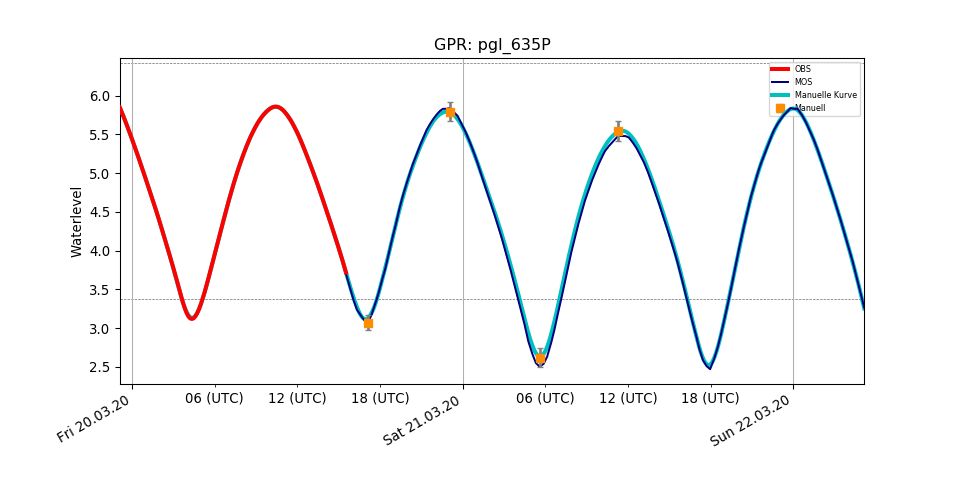 GPR: pgl_635P
OBS
MOS
Manuelle Kurve
Manuell
Waterlevel
6.0
5.5
5.0
4.5
4.0
3.5
3.0
2.5
06 (UTC) 12 (UTC) 18 (UTC) 06 (UTC) 12 (UTC) 18 (UTC)
Fri 20.03.20 Sat 21.03.20 Sun 22.03.20